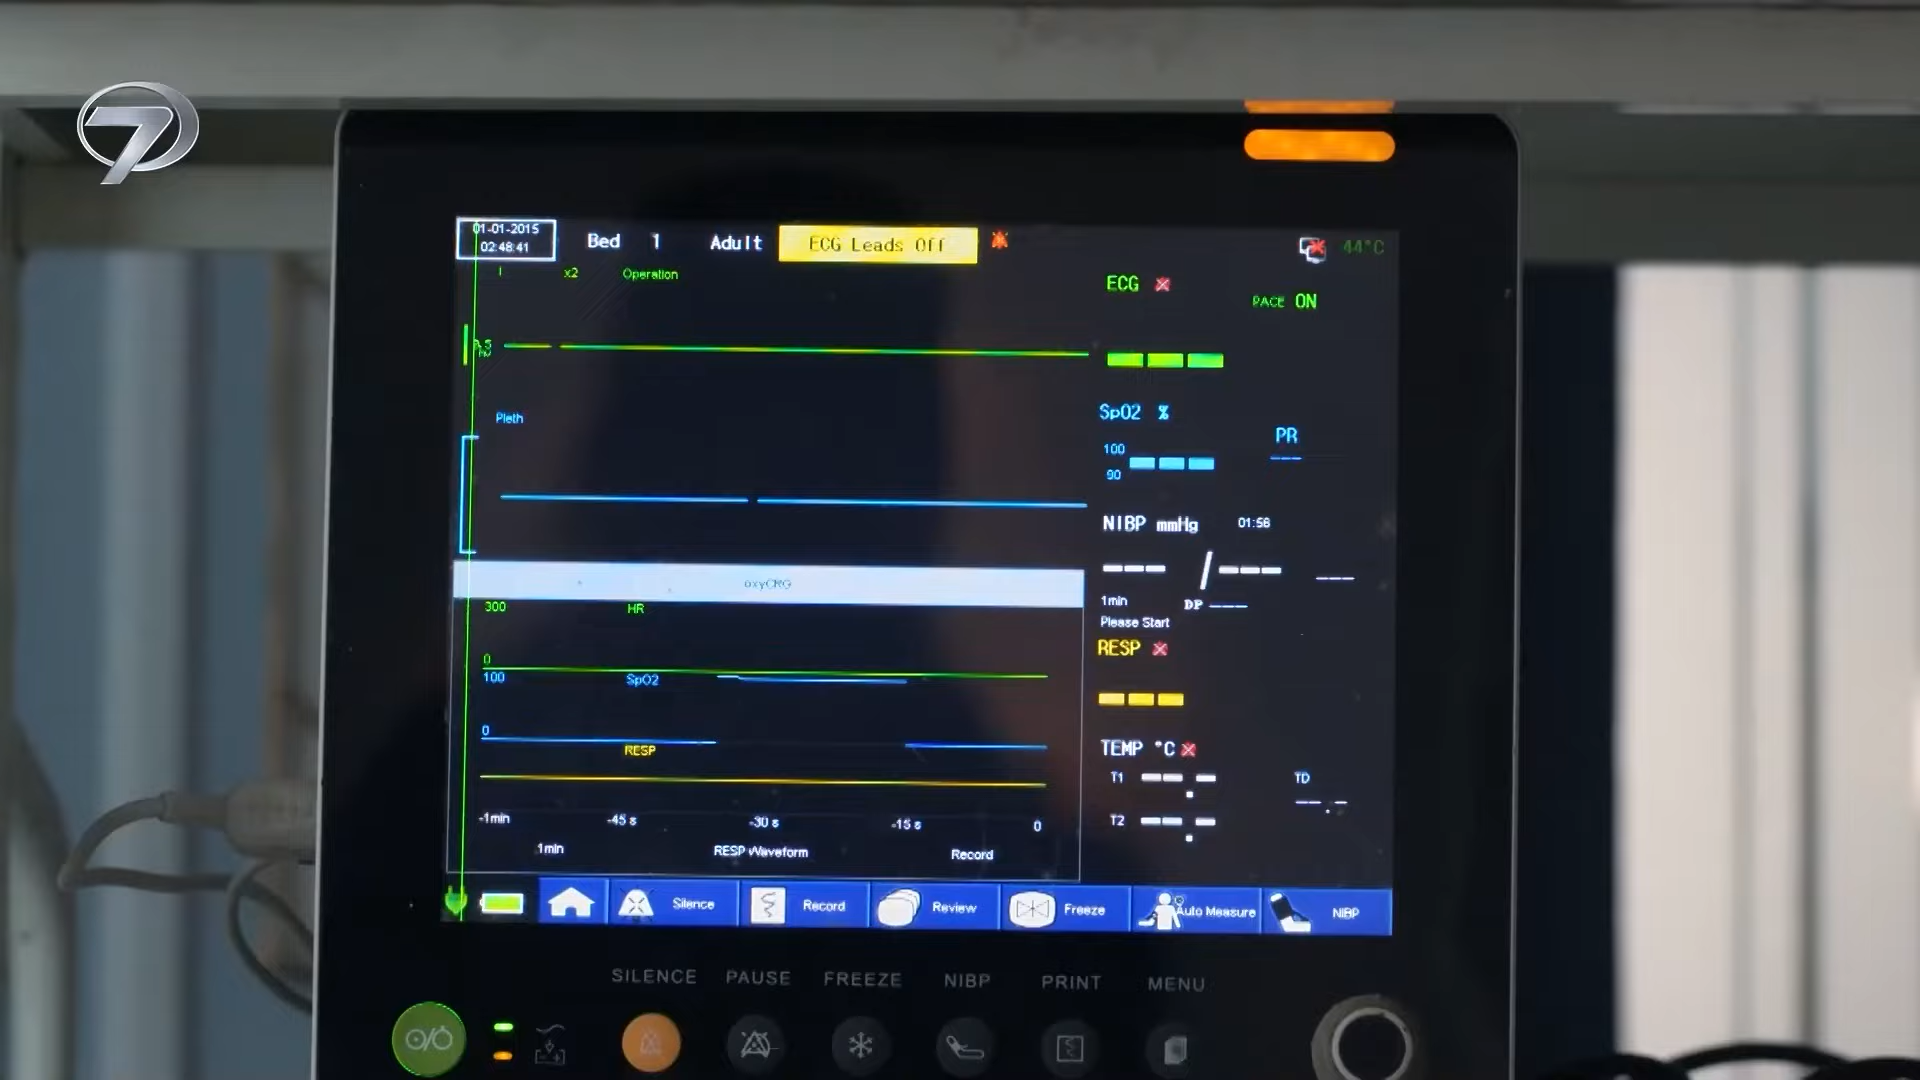 7
01-01-2015
02:48:41
Bed 1 Adult ECG Leads Off
44°C
I x2 Operation
ECG
PACE ON
Pleth
SpO2 %
PR
100
90
NIBP mmHg 01:56
--- / --- ---
1min DP ---
Please Start
oxyCRG
300 HR
0
100 SpO2
0
RESP
RESP
TEMP °C
T1 --.- TD
--.-
T2 --.-
-1min -45 s -30 s -15 s 0
1min RESP Waveform Record
Silence Record Review Freeze Auto Measure NIBP
SILENCE PAUSE FREEZE NIBP PRINT MENU